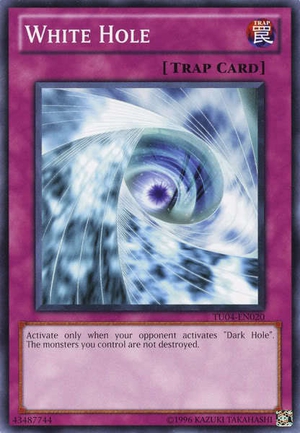 White Hole
TRAP
罠
[Trap Card]
TU04-EN020
Activate only when your opponent activates "Dark Hole".
The monsters you control are not destroyed.
43487744
©1996 KAZUKI TAKAHASHI